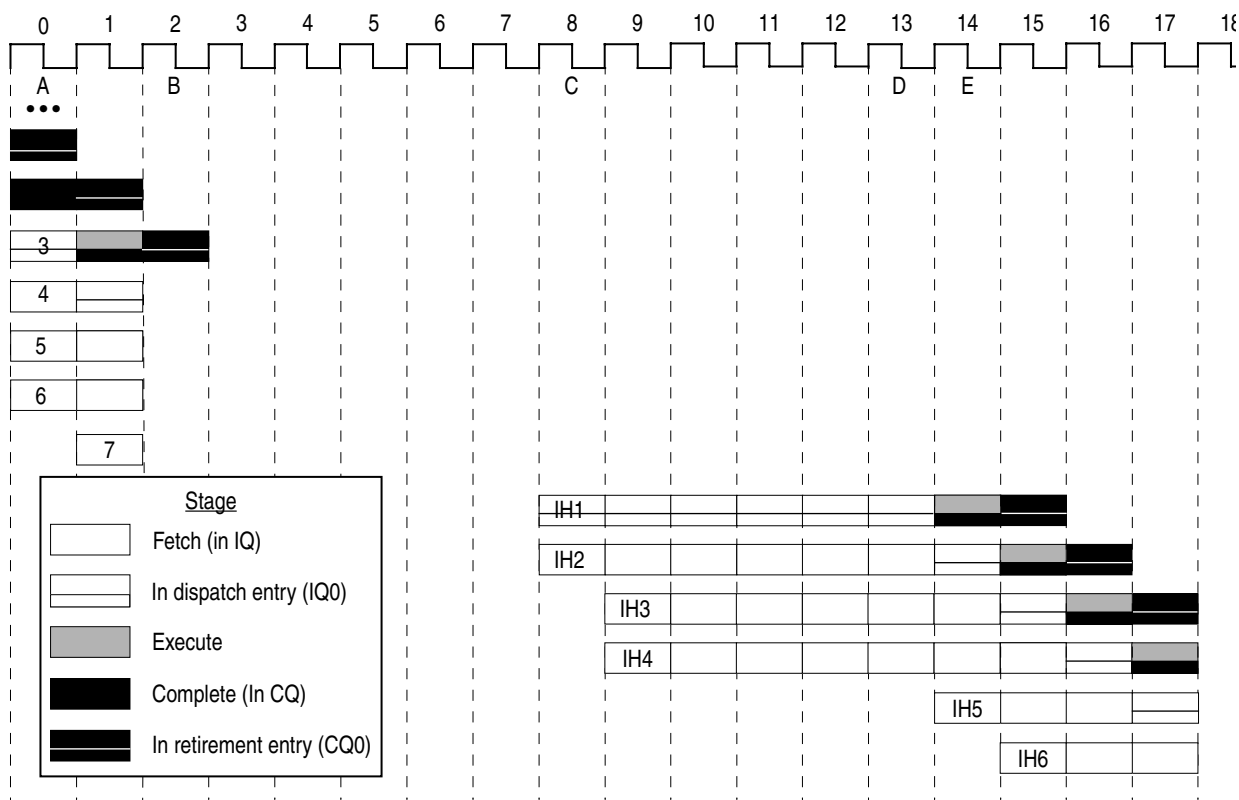 0 1 2 3 4 5 6 7 8 9 10 11 12 13 14 15 16 17 18
A B C D E
•••
3
4
5
6
7
Stage
Fetch (in IQ)
In dispatch entry (IQ0)
Execute
Complete (In CQ)
In retirement entry (CQ0)
IH1
IH2
IH3
IH4
IH5
IH6